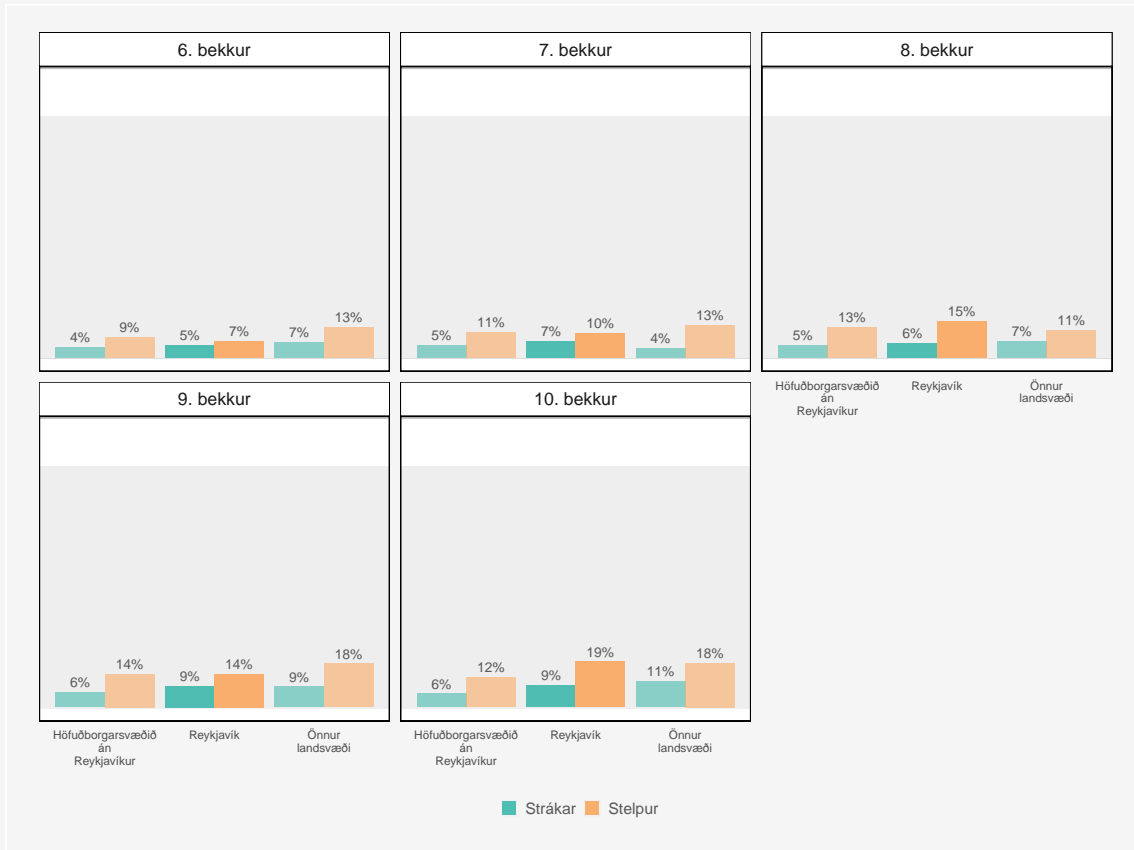 6. bekkur
7. bekkur
8. bekkur
4%
9%
5%
7%
7%
13%
5%
11%
7%
10%
4%
13%
5%
13%
6%
15%
7%
11%
Höfuðborgarsvæðið
án
Reykjavíkur
Reykjavík
Önnur
landsvæði
9. bekkur
10. bekkur
6%
14%
9%
14%
9%
18%
6%
12%
9%
19%
11%
18%
Höfuðborgarsvæðið
án
Reykjavíkur
Reykjavík
Önnur
landsvæði
Höfuðborgarsvæðið
án
Reykjavíkur
Reykjavík
Önnur
landsvæði
Strákar
Stelpur